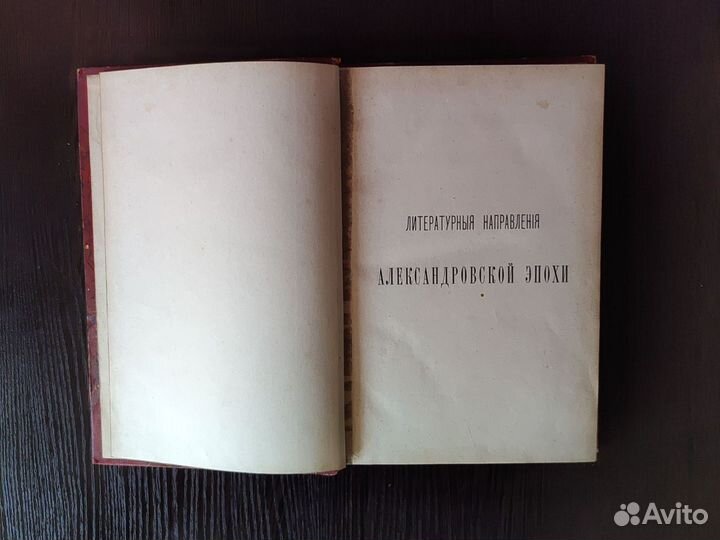 ЛИТЕРАТУРНЫЯ НАПРАВЛЕНІЯ
АЛЕКСАНДРОВСКОЙ ЭПОХИ
Avito